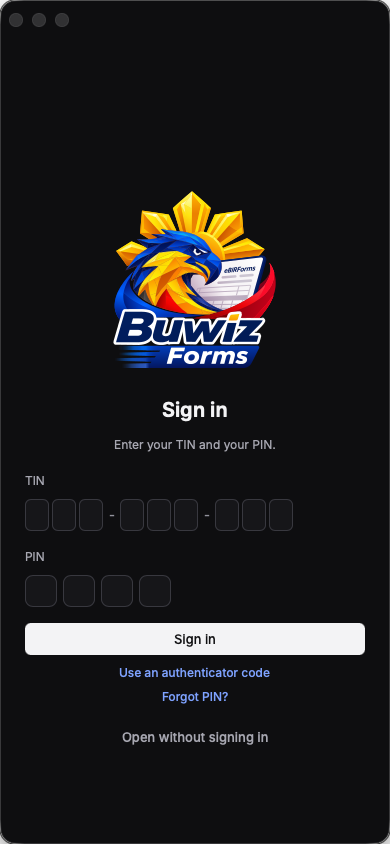 eBIRForms
Buwiz
Forms
Sign in
Enter your TIN and your PIN.
TIN
- -
PIN
Sign in
Use an authenticator code
Forgot PIN?
Open without signing in